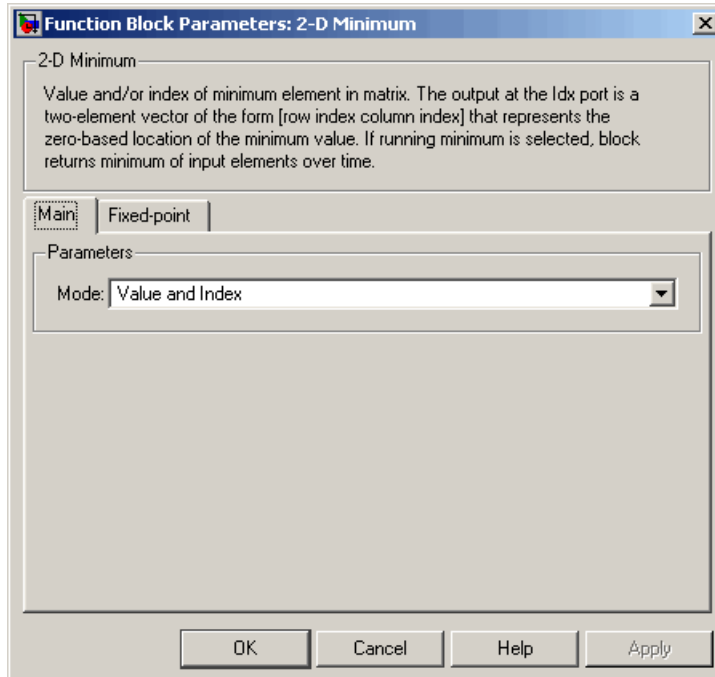 Function Block Parameters: 2-D Minimum
2-D Minimum
Value and/or index of minimum element in matrix. The output at the Idx port is a
two-element vector of the form [row index column index] that represents the
zero-based location of the minimum value. If running minimum is selected, block
returns minimum of input elements over time.
Main Fixed-point
Parameters
Mode: Value and Index
OK Cancel Help Apply